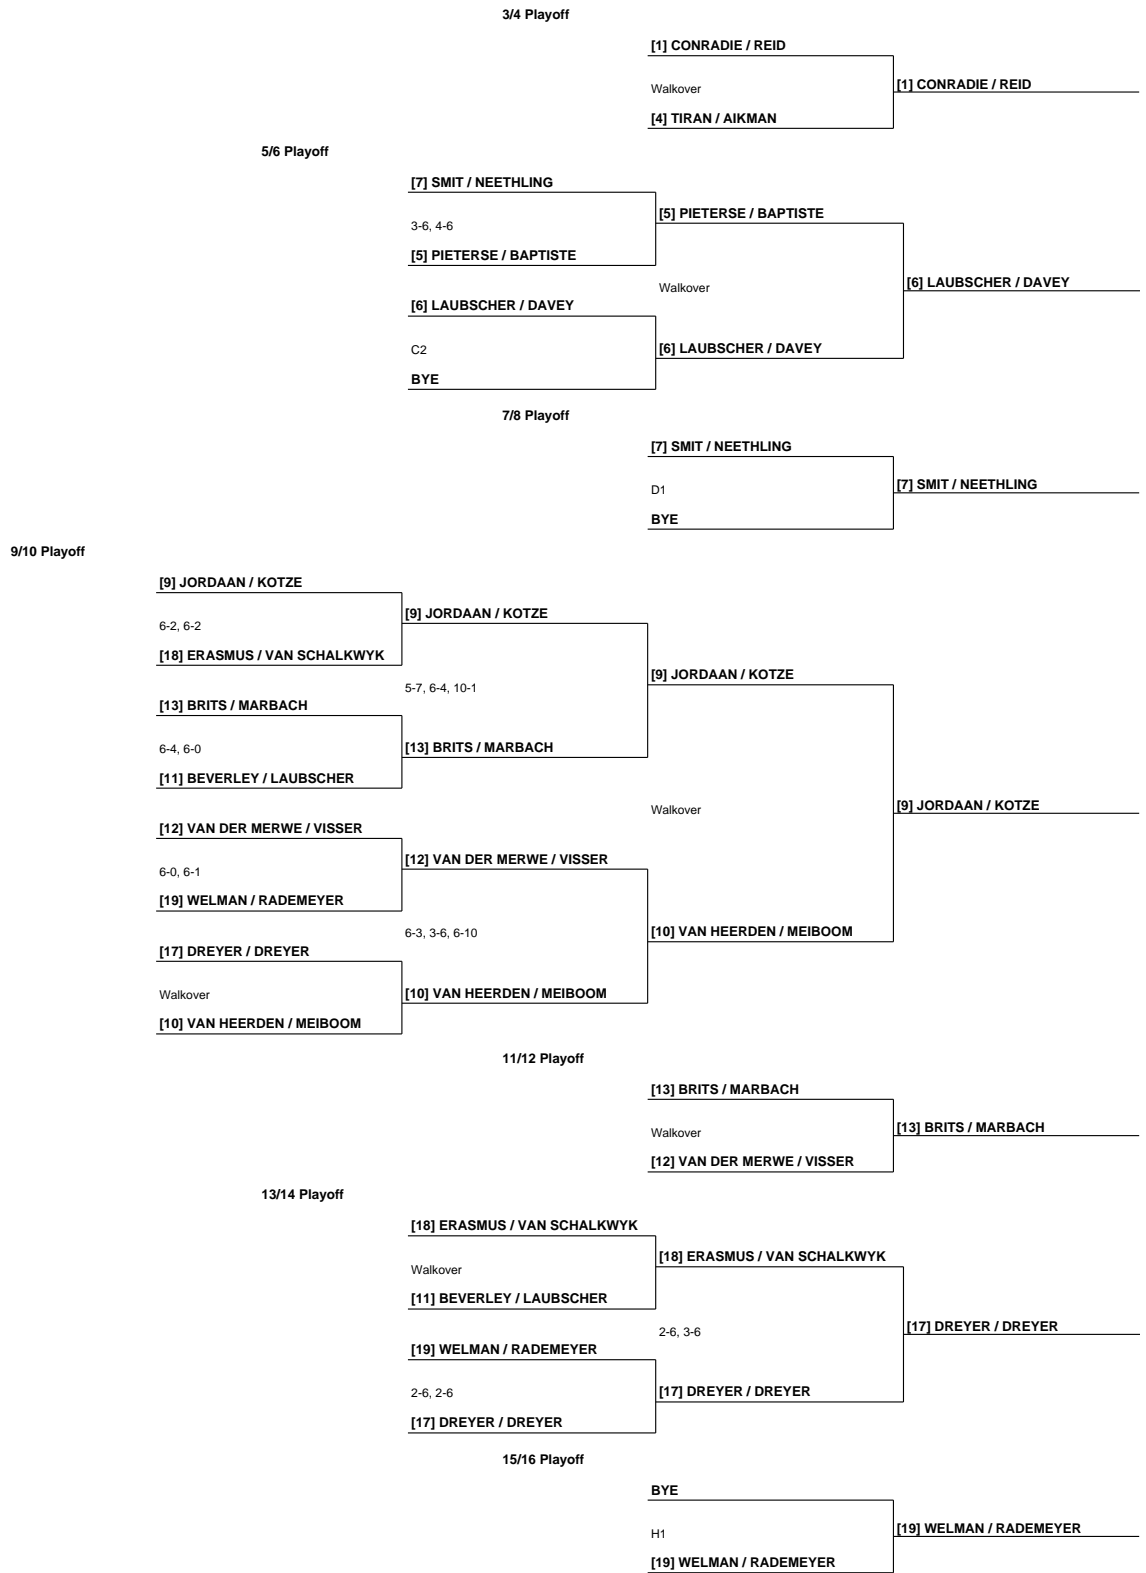 3/4 Playoff
[1] CONRADIE / REID
Walkover
[1] CONRADIE / REID
[4] TIRAN / AIKMAN
5/6 Playoff
[7] SMIT / NEETHLING
[5] PIETERSE / BAPTISTE
3-6, 4-6
[5] PIETERSE / BAPTISTE
Walkover
[6] LAUBSCHER / DAVEY
[6] LAUBSCHER / DAVEY
C2
[6] LAUBSCHER / DAVEY
BYE
7/8 Playoff
[7] SMIT / NEETHLING
D1
[7] SMIT / NEETHLING
BYE
9/10 Playoff
[9] JORDAAN / KOTZE
[9] JORDAAN / KOTZE
6-2, 6-2
[18] ERASMUS / VAN SCHALKWYK
[9] JORDAAN / KOTZE
5-7, 6-4, 10-1
[13] BRITS / MARBACH
6-4, 6-0
[13] BRITS / MARBACH
[11] BEVERLEY / LAUBSCHER
Walkover
[9] JORDAAN / KOTZE
[12] VAN DER MERWE / VISSER
[12] VAN DER MERWE / VISSER
6-0, 6-1
[19] WELMAN / RADEMEYER
6-3, 3-6, 6-10
[10] VAN HEERDEN / MEIBOOM
[17] DREYER / DREYER
Walkover
[10] VAN HEERDEN / MEIBOOM
[10] VAN HEERDEN / MEIBOOM
11/12 Playoff
[13] BRITS / MARBACH
Walkover
[13] BRITS / MARBACH
[12] VAN DER MERWE / VISSER
13/14 Playoff
[18] ERASMUS / VAN SCHALKWYK
[18] ERASMUS / VAN SCHALKWYK
Walkover
[11] BEVERLEY / LAUBSCHER
2-6, 3-6
[17] DREYER / DREYER
[19] WELMAN / RADEMEYER
2-6, 2-6
[17] DREYER / DREYER
[17] DREYER / DREYER
15/16 Playoff
BYE
H1
[19] WELMAN / RADEMEYER
[19] WELMAN / RADEMEYER